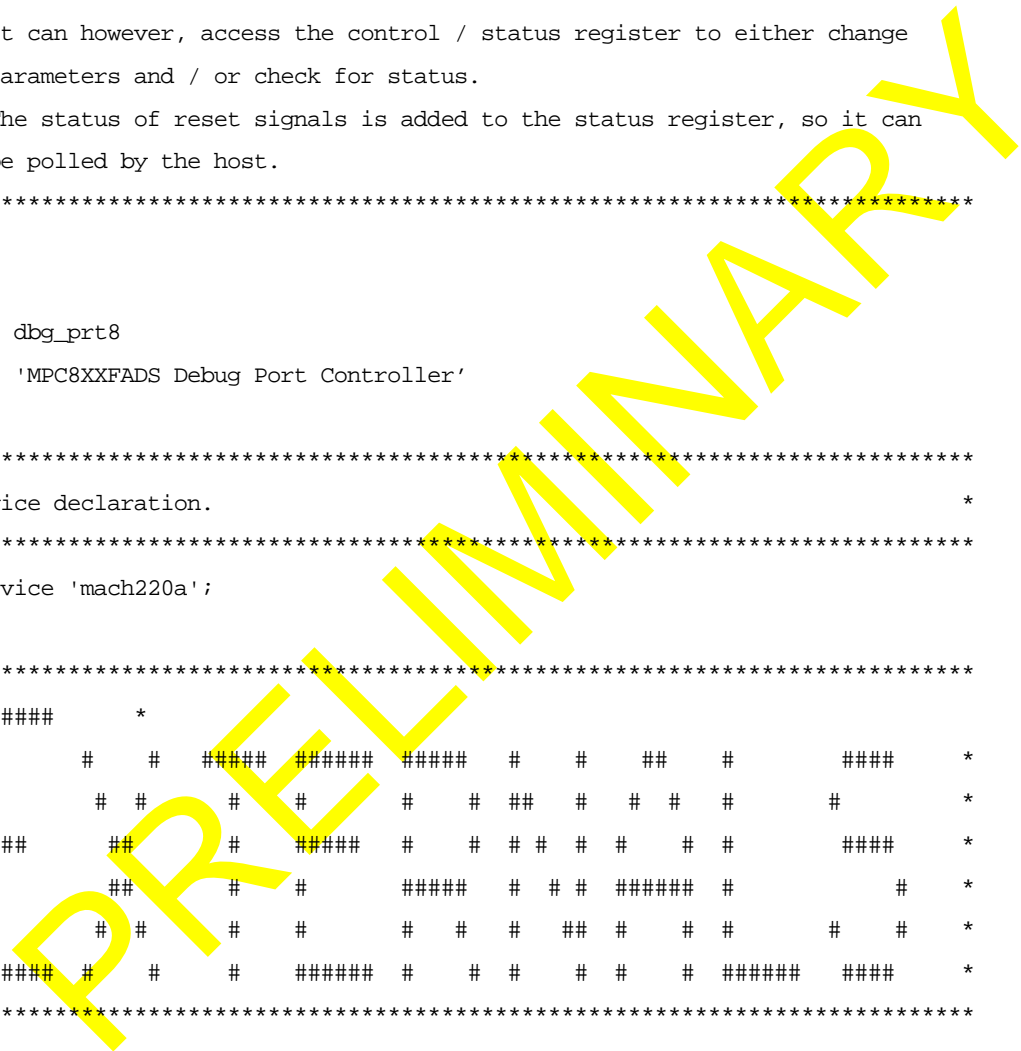 t can however, access the control / status register to either change
arameters and / or check for status.
he status of reset signals is added to the status register, so it can
e polled by the host.
*************************************************************************
dbg_prt8
'MPC8XXFADS Debug Port Controller’
*************************************************************************
ice declaration. *
*************************************************************************
vice 'mach220a';
*************************************************************************
#### *
# # ##### ###### ##### # # ## # #### *
# # # # # # ## # # # # # *
## ## # ##### # # # # # # # # #### *
## # # ##### # # # ###### # # *
# # # # # # # ## # # # # # *
#### # # # ###### # # # # # # ###### #### *
*************************************************************************
PRELIMINARY